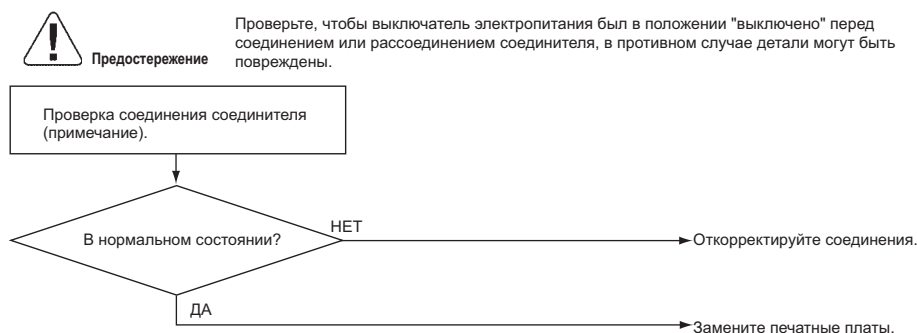 Проверьте, чтобы выключатель электропитания был в положении "выключено" перед
соединением или рассоединением соединителя, в противном случае детали могут быть
повреждены.
Предостережение
Проверка соединения соединителя
(примечание).
В нормальном состоянии?
НЕТ
Откорректируйте соединения.
ДА
Замените печатные платы.